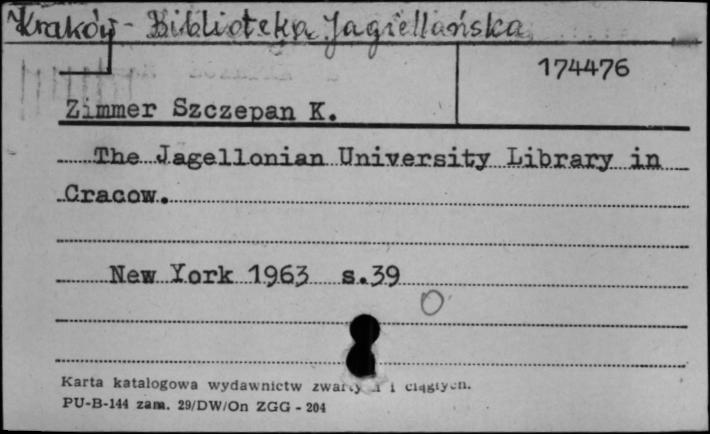 Kraków - Biblioteka Jagiellońska
174476
Zimmer Szczepan K.
The Jagellonian University Library in
Cracow.
New York 1963 s.39
Karta katalogowa wydawnictw zwartych i ciągłych.
PU-B-144 zam. 29/DW/On ZGG - 204